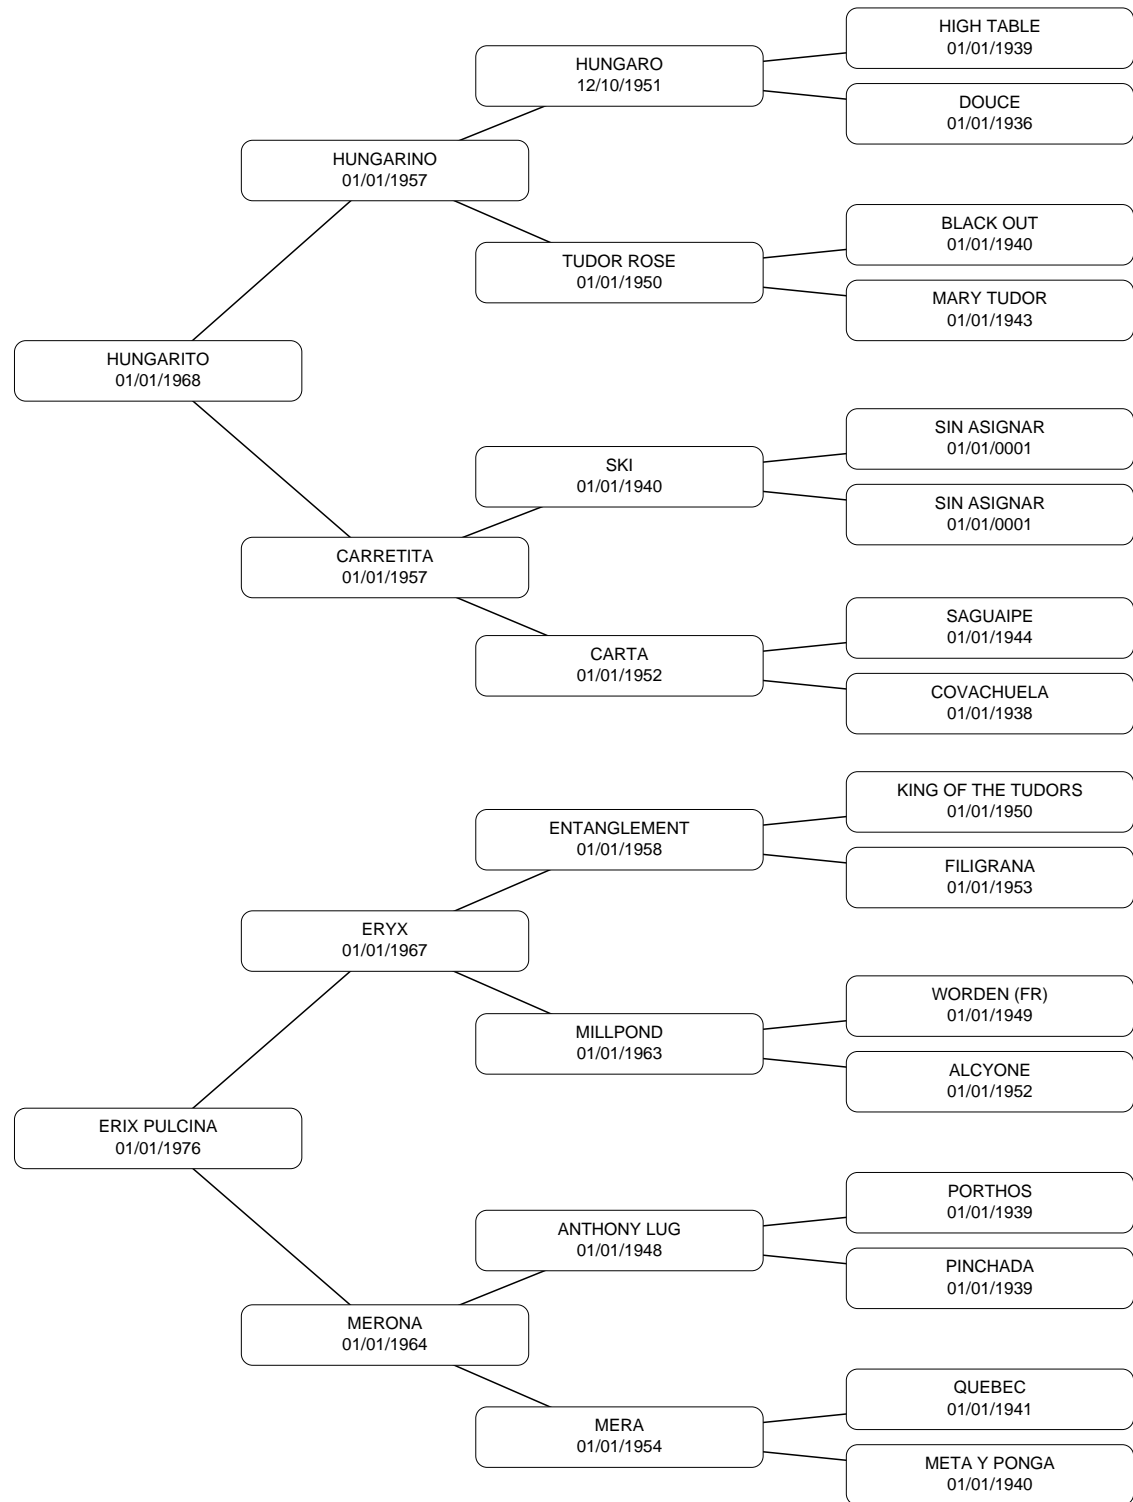 HIGH TABLE
01/01/1939
HUNGARO
12/10/1951
DOUCE
01/01/1936
HUNGARINO
01/01/1957
BLACK OUT
01/01/1940
TUDOR ROSE
01/01/1950
MARY TUDOR
01/01/1943
HUNGARITO
01/01/1968
SIN ASIGNAR
01/01/0001
SKI
01/01/1940
SIN ASIGNAR
01/01/0001
CARRETITA
01/01/1957
SAGUAIPE
01/01/1944
CARTA
01/01/1952
COVACHUELA
01/01/1938
KING OF THE TUDORS
01/01/1950
ENTANGLEMENT
01/01/1958
FILIGRANA
01/01/1953
ERYX
01/01/1967
WORDEN (FR)
01/01/1949
MILLPOND
01/01/1963
ALCYONE
01/01/1952
ERIX PULCINA
01/01/1976
PORTHOS
01/01/1939
ANTHONY LUG
01/01/1948
PINCHADA
01/01/1939
MERONA
01/01/1964
QUEBEC
01/01/1941
MERA
01/01/1954
META Y PONGA
01/01/1940